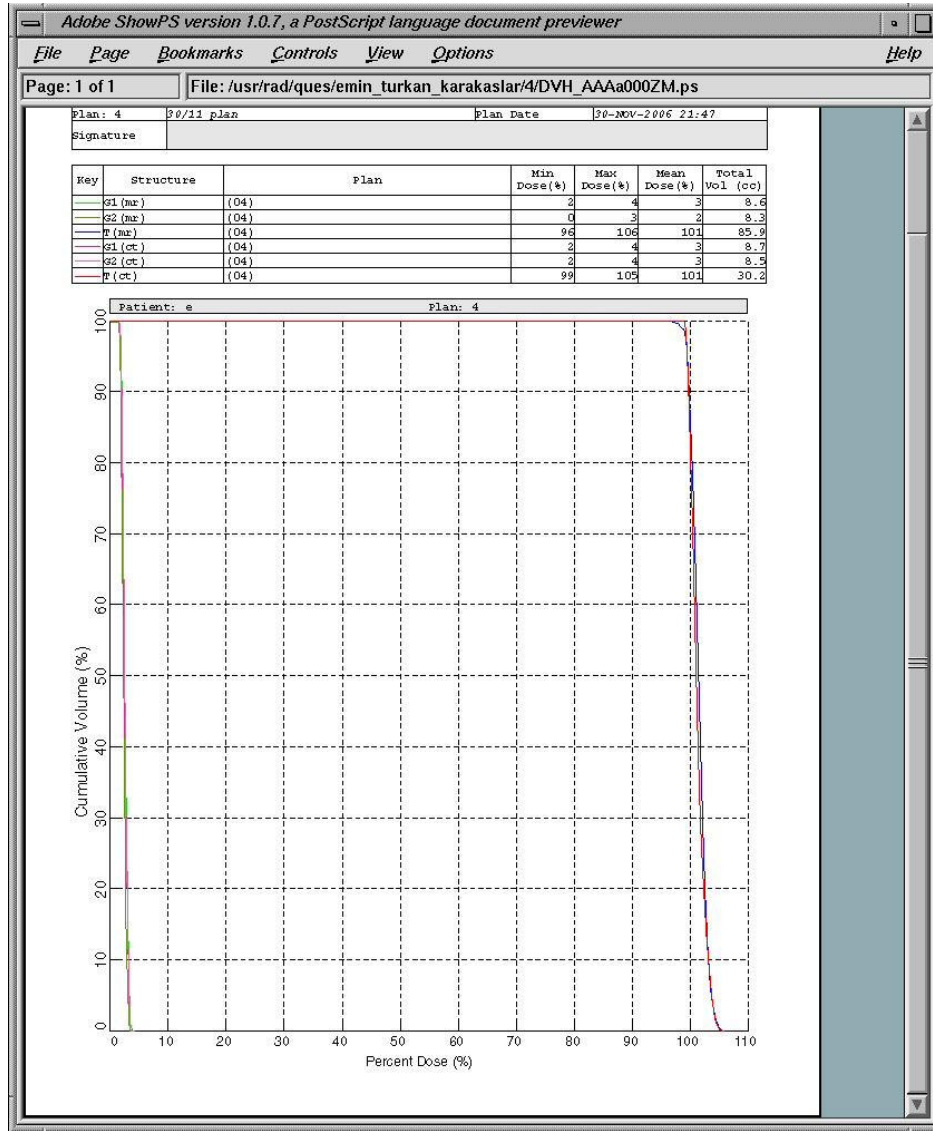 Adobe ShowPS version 1.0.7, a PostScript language document previewer
File Page Bookmarks Controls View Options Help
Page: 1 of 1 File: /usr/rad/ques/emin_turkan_karakaslar/4/DVH_AAAa000ZM.ps
Plan: 4 30/11 plan Plan Date 30-NOV-2006 21:47
Signature
Key Structure Plan Min Dose(%) Max Dose(%) Mean Dose(%) Total Vol (cc)
G1(mr) (04) 2 4 3 8.6
G2(mr) (04) 0 3 2 8.3
T(mr) (04) 96 106 101 85.9
G1(ct) (04) 2 4 3 8.7
G2(ct) (04) 2 4 3 8.5
T(ct) (04) 99 105 101 30.2
Patient: e Plan: 4
100
90
80
70
60
50
40
30
20
10
0
Cumulative Volume (%)
0 10 20 30 40 50 60 70 80 90 100 110
Percent Dose (%)